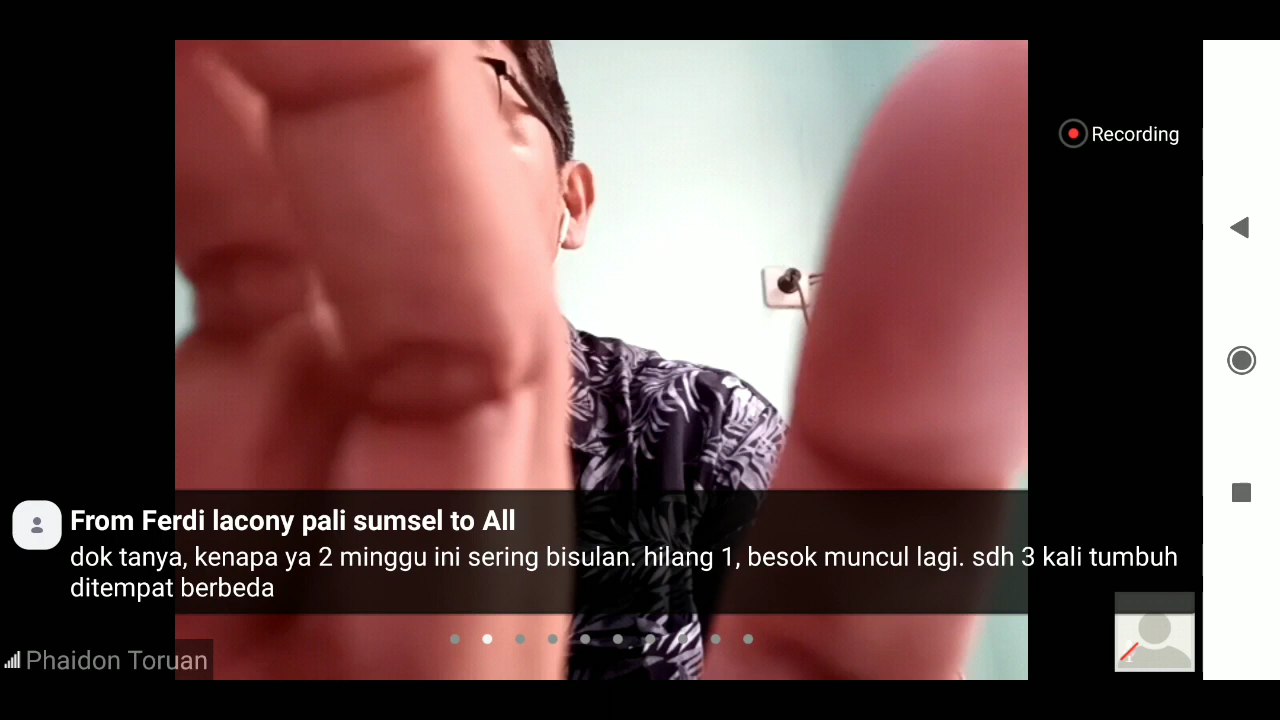 Recording
From Ferdi lacony pali sumsel to All
dok tanya, kenapa ya 2 minggu ini sering bisulan. hilang 1, besok muncul lagi. sdh 3 kali tumbuh
ditempat berbeda
Phaidon Toruan